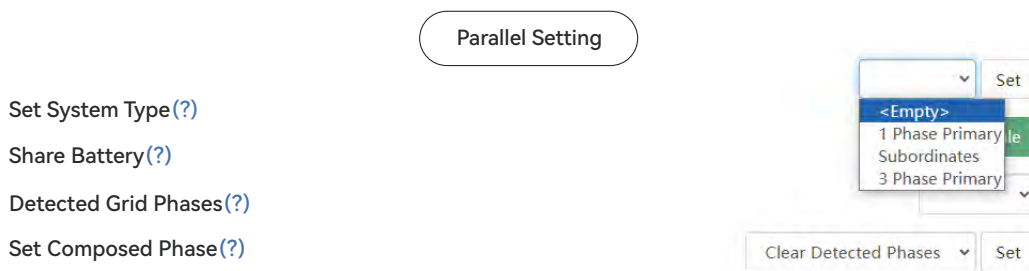 Parallel Setting
Set
Set System Type(?)
<Empty>
1 Phase Primary
Share Battery(?)
Subordinates
3 Phase Primary
Detected Grid Phases(?)
Set Composed Phase(?)
Clear Detected Phases
Set